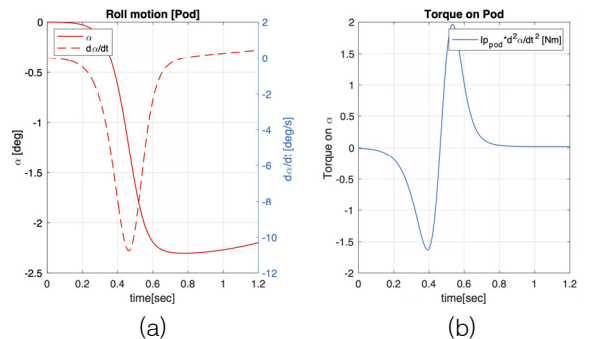 Roll motion [Pod]
α
dα/dt
0
-0.5
-1
-1.5
-2
-2.5
α [deg]
2
0
-2
-4
-6
-8
-10
-12
dα/dt [deg/s]
0 0.2 0.4 0.6 0.8 1 1.2
time[sec]
(a)
Torque on Pod
Ip_pod *d²α/dt² [Nm]
2
1.5
1
0.5
0
-0.5
-1
-1.5
-2
Torque on α
0 0.2 0.4 0.6 0.8 1 1.2
time[sec]
(b)